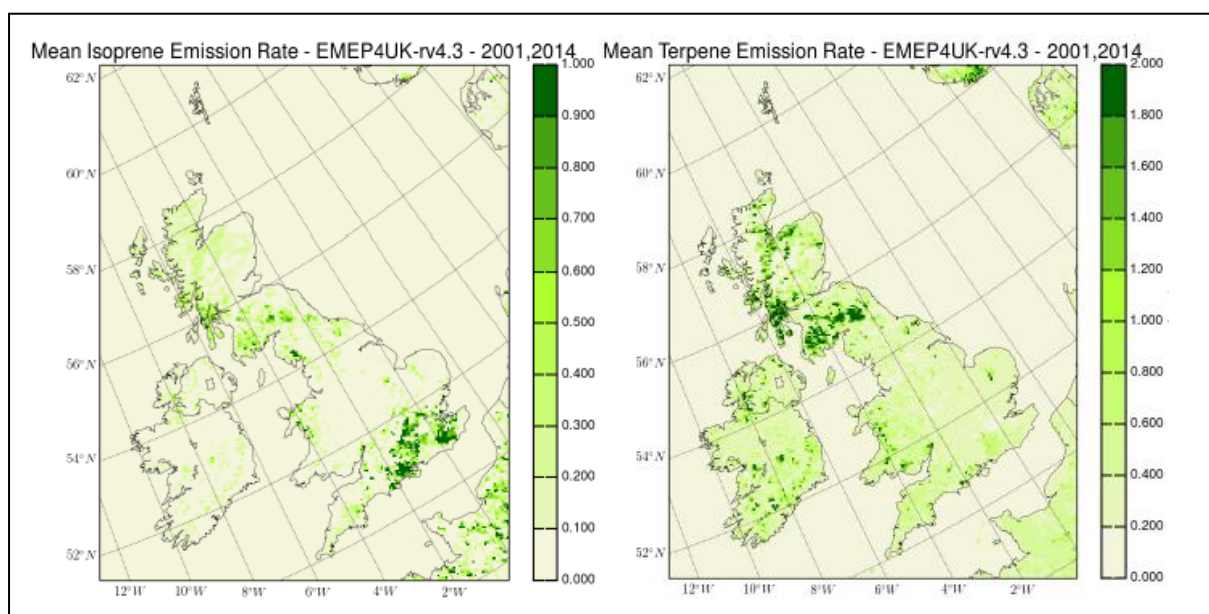 Mean Isoprene Emission Rate - EMEP4UK-rv4.3 - 2001,2014
62°N
60°N
58°N
56°N
54°N
52°N
12°W 10°W 8°W 6°W 4°W 2°W
1.000
0.900
0.800
0.700
0.600
0.500
0.400
0.300
0.200
0.100
0.000
Mean Terpene Emission Rate - EMEP4UK-rv4.3 - 2001,2014
62°N
60°N
58°N
56°N
54°N
52°N
12°W 10°W 8°W 6°W 4°W 2°W
2.000
1.800
1.600
1.400
1.200
1.000
0.800
0.600
0.400
0.200
0.000